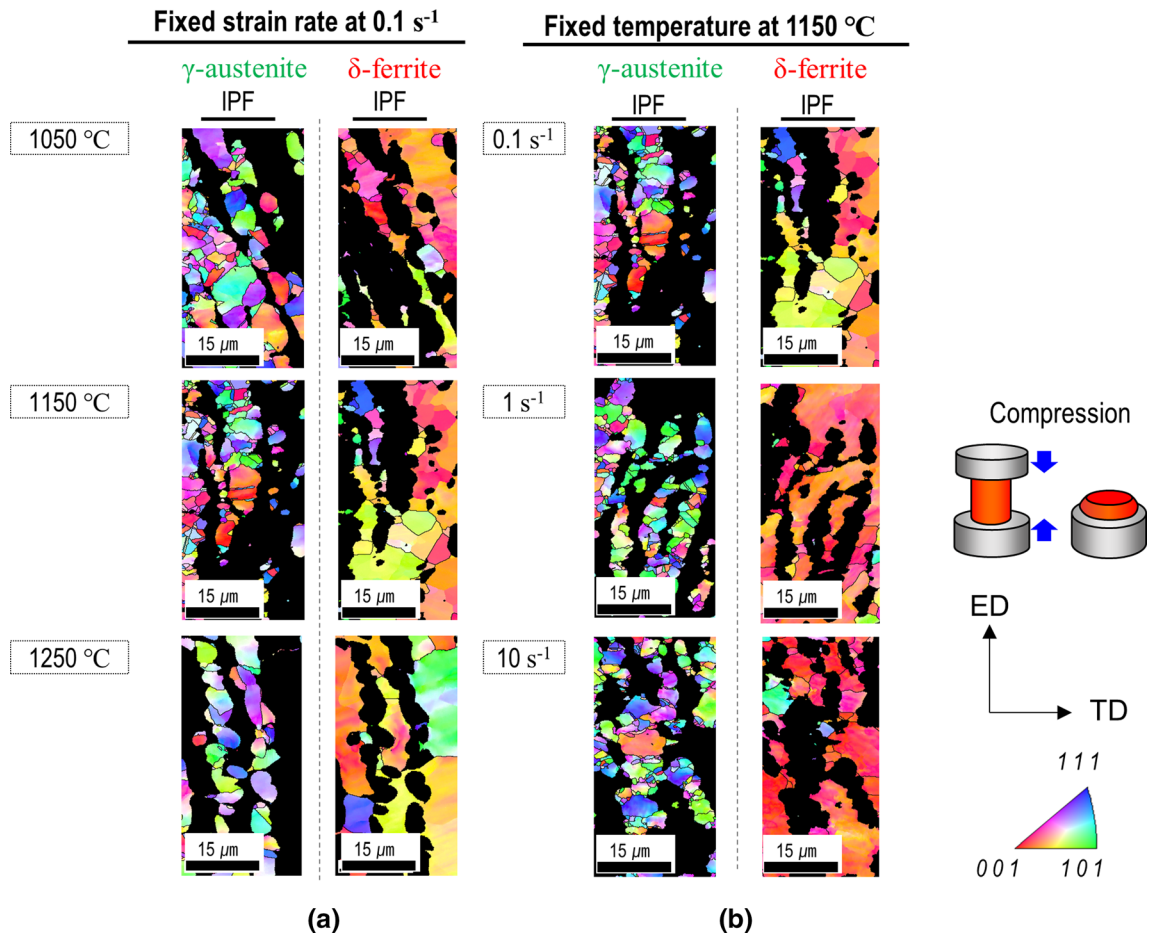 Fixed strain rate at 0.1 s⁻¹
Fixed temperature at 1150 °C
γ-austenite
δ-ferrite
γ-austenite
δ-ferrite
IPF
IPF
IPF
IPF
1050 °C
0.1 s⁻¹
15 µm
15 µm
15 µm
15 µm
1150 °C
1 s⁻¹
15 µm
15 µm
15 µm
15 µm
Compression
ED
TD
1250 °C
10 s⁻¹
15 µm
15 µm
15 µm
15 µm
1 1 1
0 0 1
1 0 1
(a)
(b)